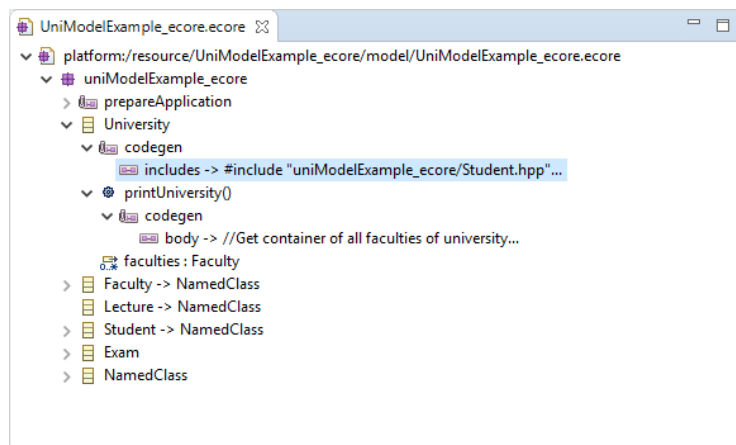 UniModelExample_ecore.ecore
platform:/resource/UniModelExample_ecore/model/UniModelExample_ecore.ecore
uniModelExample_ecore
prepareApplication
University
codegen
includes -> #include "uniModelExample_ecore/Student.hpp"...
printUniversity()
codegen
body -> //Get container of all faculties of university...
faculties : Faculty
Faculty -> NamedClass
Lecture -> NamedClass
Student -> NamedClass
Exam
NamedClass